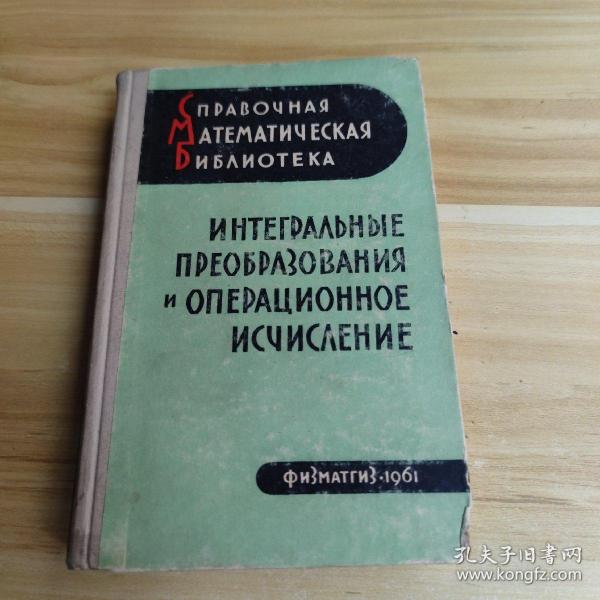 СПРАВОЧНАЯ
МАТЕМАТИЧЕСКАЯ
БИБЛИОТЕКА
ИНТЕГРАЛЬНЫЕ
ПРЕОБРАЗОВАНИЯ
и ОПЕРАЦИОННОЕ
ИСЧИСЛЕНИЕ
ФИЗМАТГИЗ·1961
孔夫子旧书网
www.kongfz.com